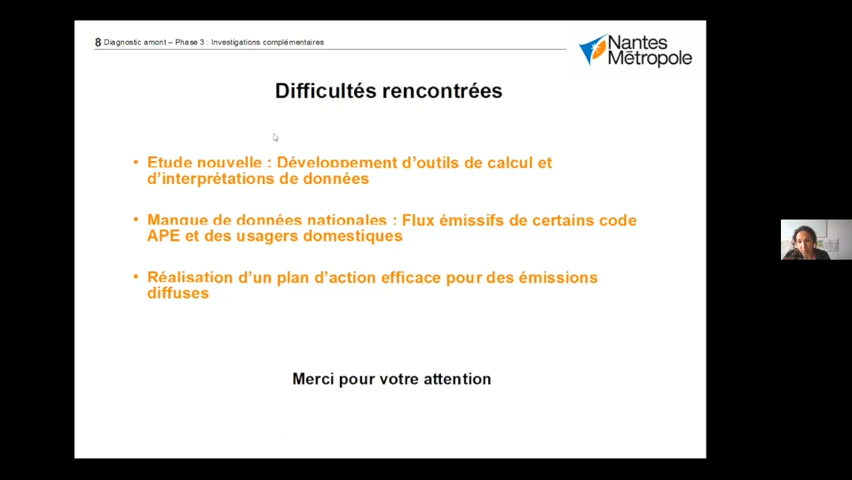 8 Diagnostic amont – Phase 3 : Investigations complémentaires
Nantes
Métropole
Difficultés rencontrées
▪ Etude nouvelle : Développement d'outils de calcul et
d'interprétations de données
▪ Manque de données nationales : Flux émissifs de certains code
APE et des usagers domestiques
▪ Réalisation d'un plan d'action efficace pour des émissions
diffuses
Merci pour votre attention